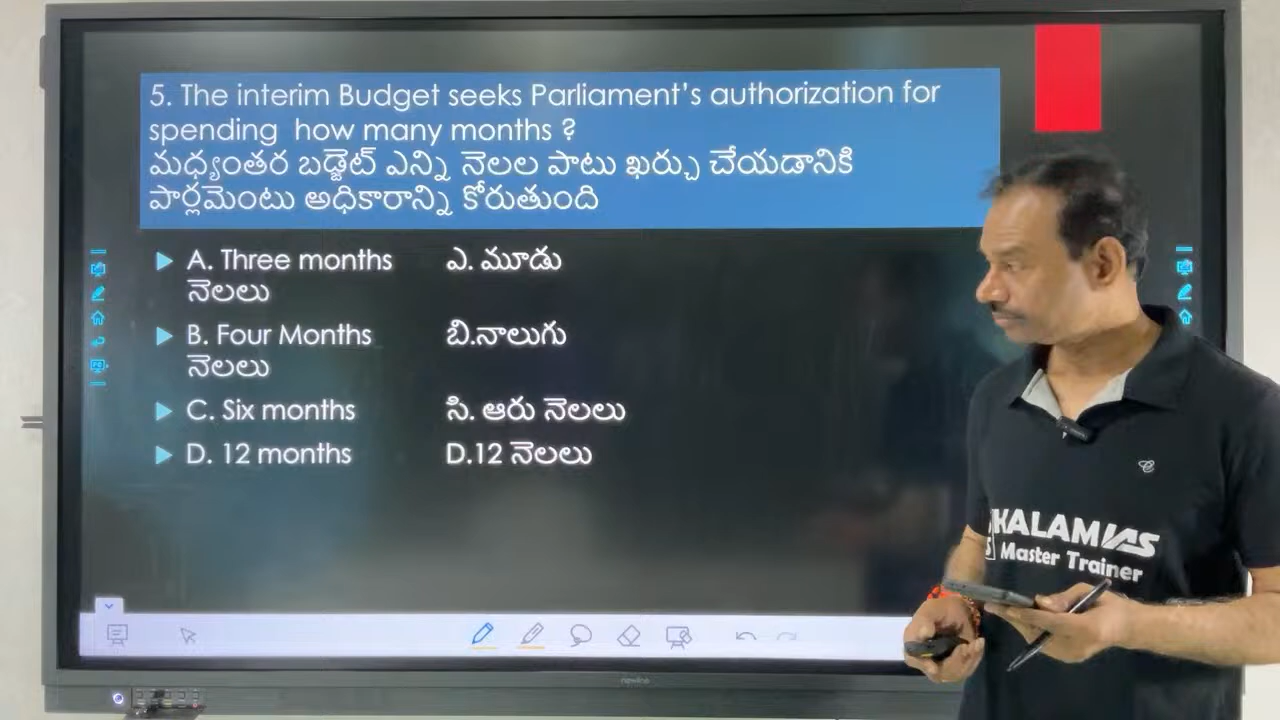 5. The interim Budget seeks Parliament's authorization for
spending how many months ?
మధ్యంతర బడ్జెట్ ఎన్ని నెలల పాటు ఖర్చు చేయడానికి
పార్లమెంటు అధికారాన్ని కోరుతుంది
A. Three months ఎ. మూడు
నెలలు
B. Four Months బి.నాలుగు
నెలలు
C. Six months సి. ఆరు నెలలు
D. 12 months D.12 నెలలు
KALAM IAS
Master Trainer
newline